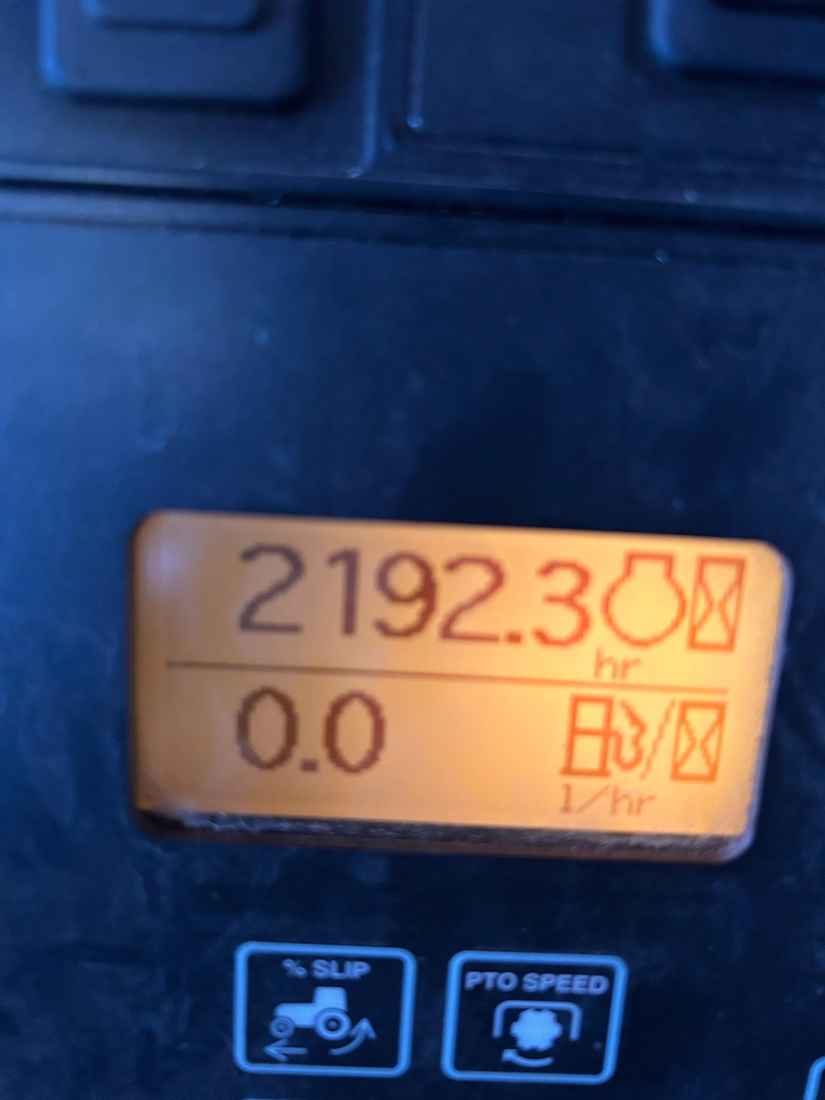 2192.3
hr
0.0
l/hr
% SLIP
PTO SPEED